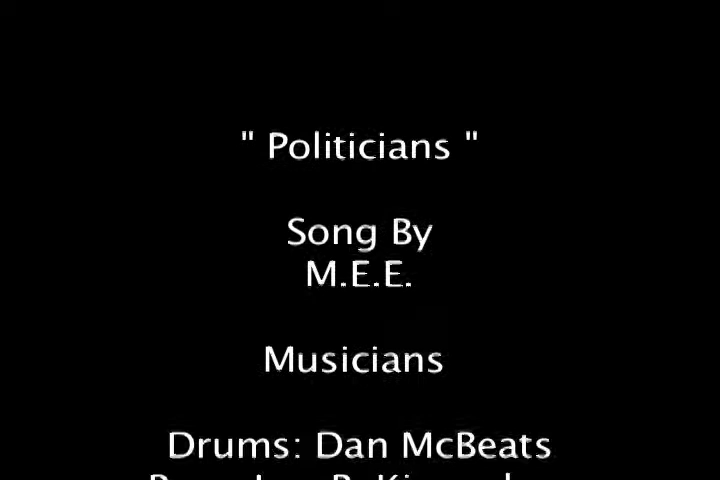 " Politicians "
Song By
M.E.E.
Musicians
Drums: Dan McBeats